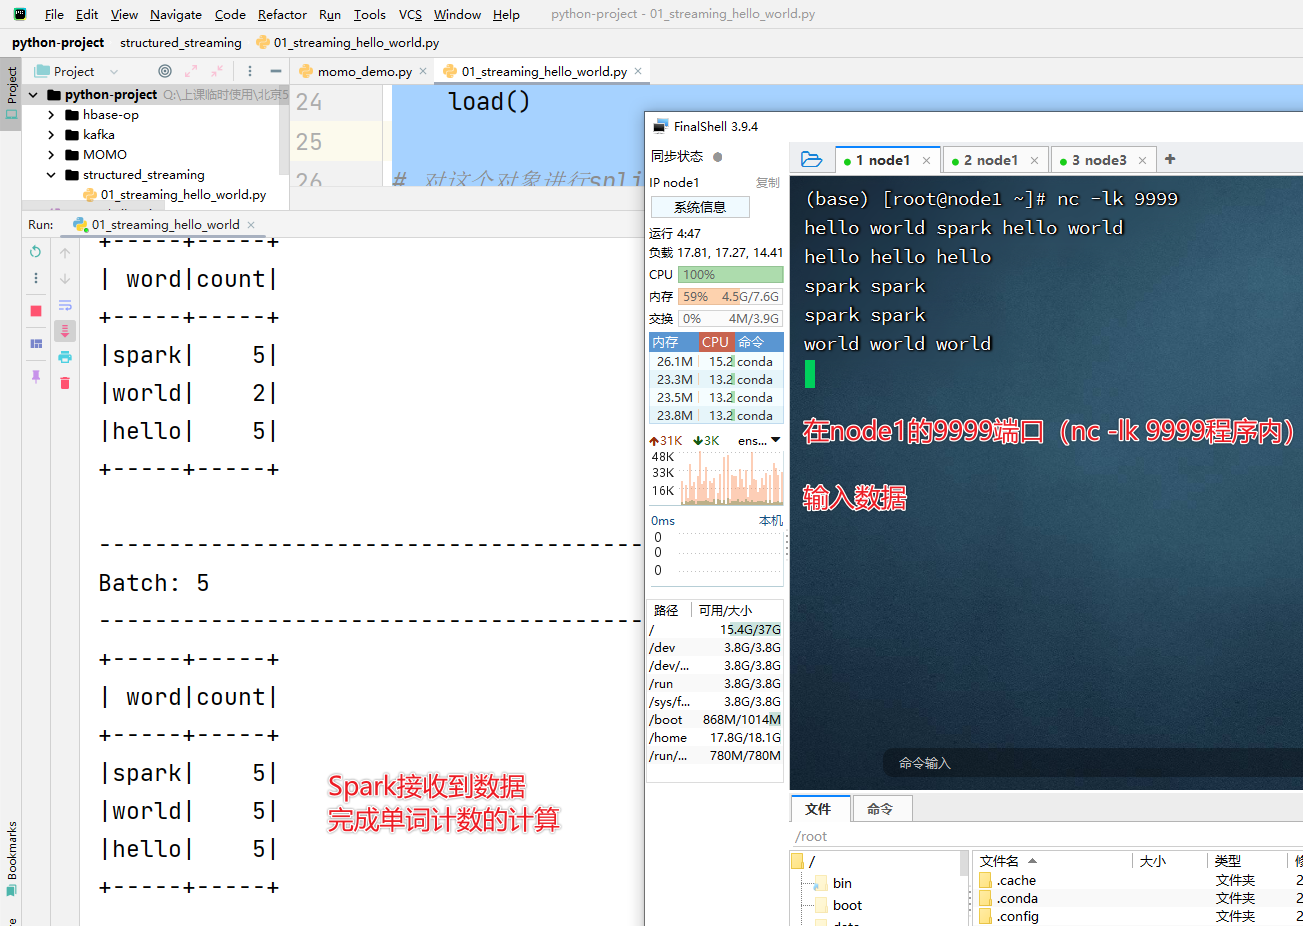 File Edit View Navigate Code Refactor Run Tools VCS Window Help python-project - 01_streaming_hello_world.py
python-project structured_streaming 01_streaming_hello_world.py
Project
Project
momo_demo.py
01_streaming_hello_world.py
python-project Q:\上课临时使用\北京5
hbase-op
kafka
MOMO
structured_streaming
01_streaming_hello_world.py
24 load()
25
26 # 对这个对象进行split
Run: 01_streaming_hello_world
+-----+-----+
| word|count|
+-----+-----+
|spark| 5|
|world| 2|
|hello| 5|
+-----+-----+
-------------------------------------------
Batch: 5
-------------------------------------------
+-----+-----+
| word|count|
+-----+-----+
|spark| 5|
|world| 5|
|hello| 5|
+-----+-----+
Spark接收到数据
完成单词计数的计算
Bookmarks
FinalShell 3.9.4
同步状态
IP node1 复制
系统信息
运行 4:47
负载 17.81, 17.27, 14.41
CPU 100%
内存 59% 4.5G/7.6G
交换 0% 4M/3.9G
内存 CPU 命令
26.1M 15.2 conda
23.3M 13.2 conda
23.5M 13.2 conda
23.8M 13.2 conda
31K 3K ens...
48K
33K
16K
0ms 本机
0
0
0
路径 可用/大小
/ 15.4G/37G
/dev 3.8G/3.8G
/dev/... 3.8G/3.8G
/run 3.8G/3.8G
/sys/f... 3.8G/3.8G
/boot 868M/1014M
/home 17.8G/18.1G
/run/... 780M/780M
1 node1 2 node1 3 node3 +
(base) [root@node1 ~]# nc -lk 9999
hello world spark hello world
hello hello hello
spark spark
spark spark
world world world
在node1的9999端口（nc -lk 9999程序内）
输入数据
命令输入
文件 命令
/root
/
bin
boot
文件名 大小 类型
.cache 文件夹 2
.conda 文件夹 2
.config 文件夹 2